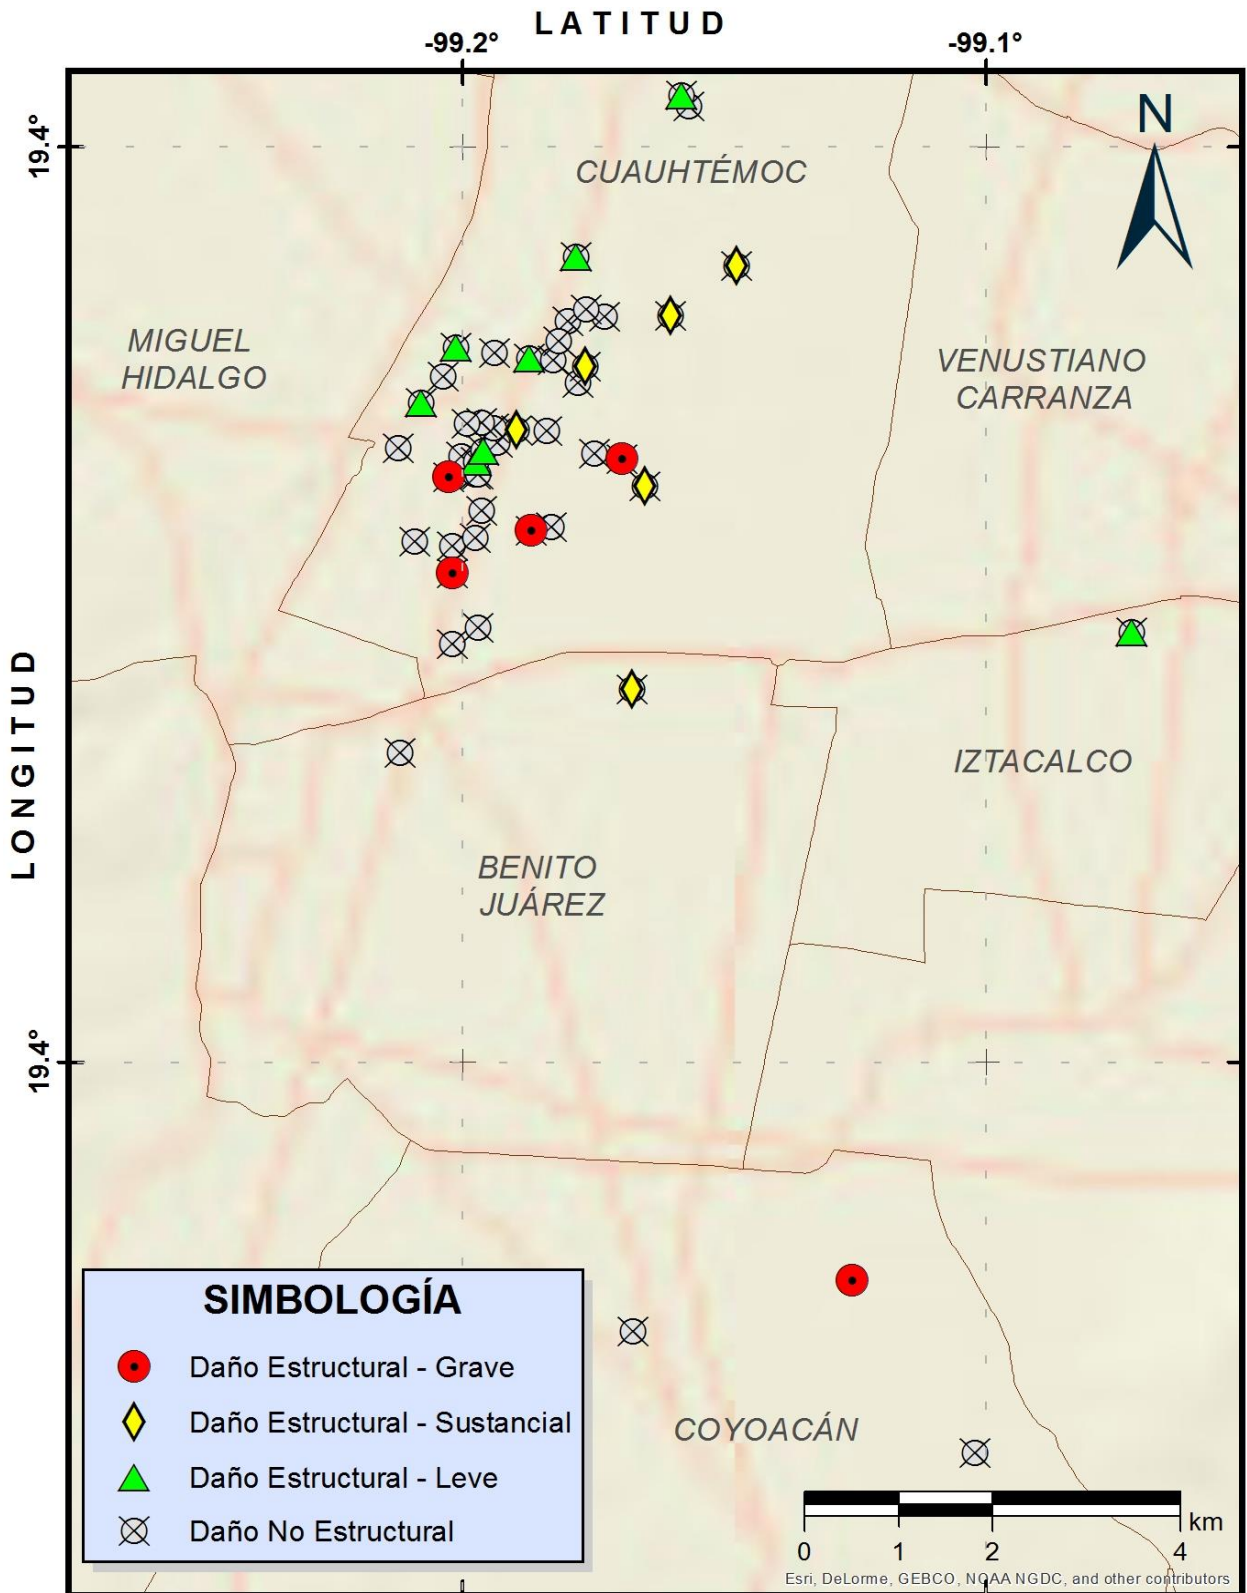 LATITUD
-99.2°
-99.1°
N
19.4°
CUAUHTÉMOC
MIGUEL
HIDALGO
VENUSTIANO
CARRANZA
LONGITUD
IZTACALCO
BENITO
JUÁREZ
19.4°
SIMBOLOGÍA
Daño Estructural - Grave
Daño Estructural - Sustancial
Daño Estructural - Leve
Daño No Estructural
COYOACÁN
km
0 1 2 4
Esri, DeLorme, GEBCO, NOAA NGDC, and other contributors